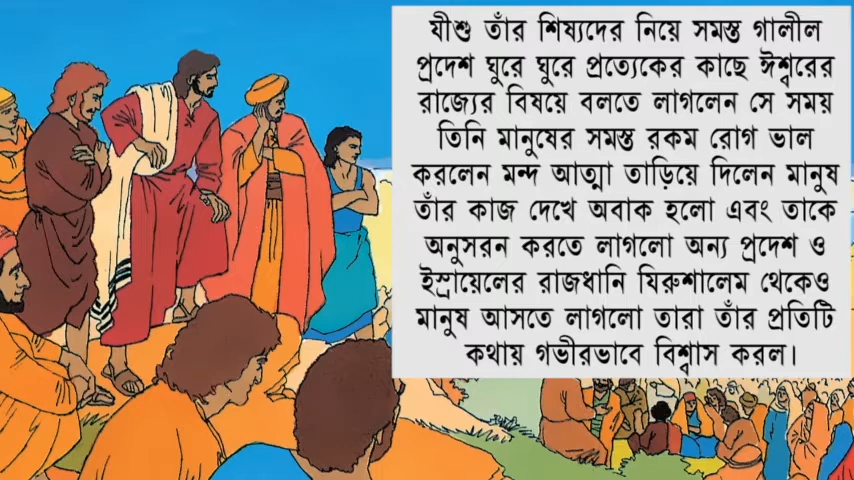 যীশু তাঁর শিষ্যদের নিয়ে সমস্ত গালীল
প্রদেশ ঘুরে ঘুরে প্রত্যেকের কাছে ঈশ্বরের
রাজ্যের বিষয়ে বলতে লাগলেন সে সময়
তিনি মানুষের সমস্ত রকম রোগ ভাল
করলেন মন্দ আত্মা তাড়িয়ে দিলেন মানুষ
তাঁর কাজ দেখে অবাক হলো এবং তাকে
অনুসরন করতে লাগলো অন্য প্রদেশ ও
ইস্রায়েলের রাজধানি যিরুশালেম থেকেও
মানুষ আসতে লাগলো তারা তাঁর প্রতিটি
কথায় গভীরভাবে বিশ্বাস করল।